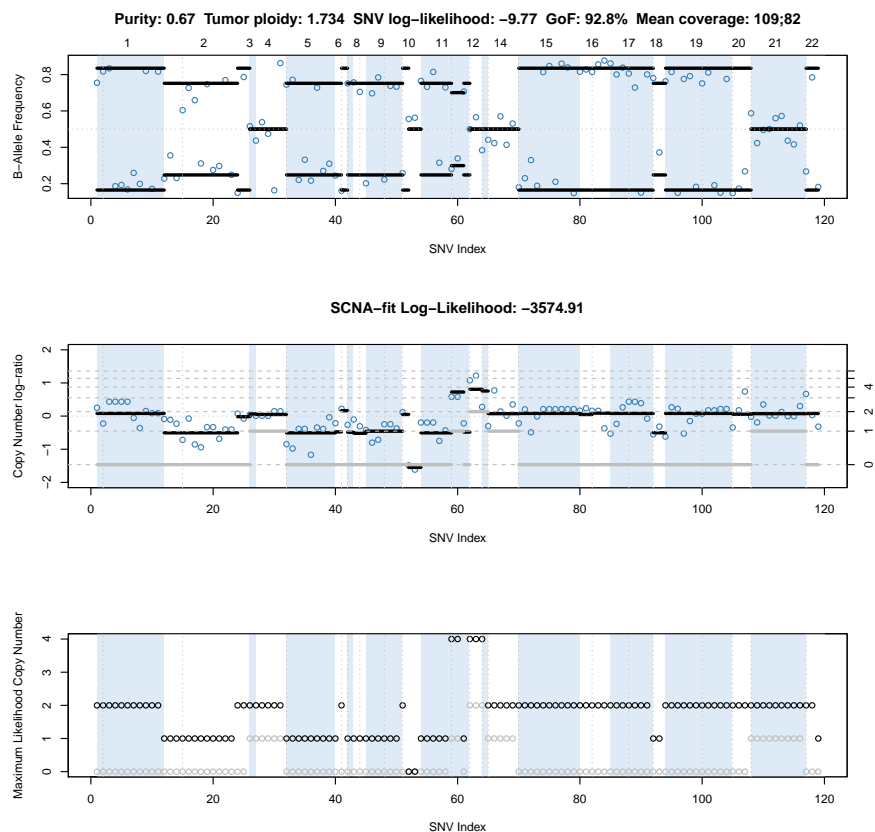 Purity: 0.67 Tumor ploidy: 1.734 SNV log−likelihood: −9.77 GoF: 92.8% Mean coverage: 109;82
1 2 3 4 5 6 8 9 10 11 12 14 15 16 17 18 19 20 21 22
B−Allele Frequency
0.8
0.6
0.4
0.2
0 20 40 60 80 100 120
SNV Index
SCNA−fit Log−Likelihood: −3574.91
Copy Number log−ratio
2
1
0
−1
−2
4
2
1
0
0 20 40 60 80 100 120
SNV Index
Maximum Likelihood Copy Number
4
3
2
1
0
0 20 40 60 80 100 120
SNV Index